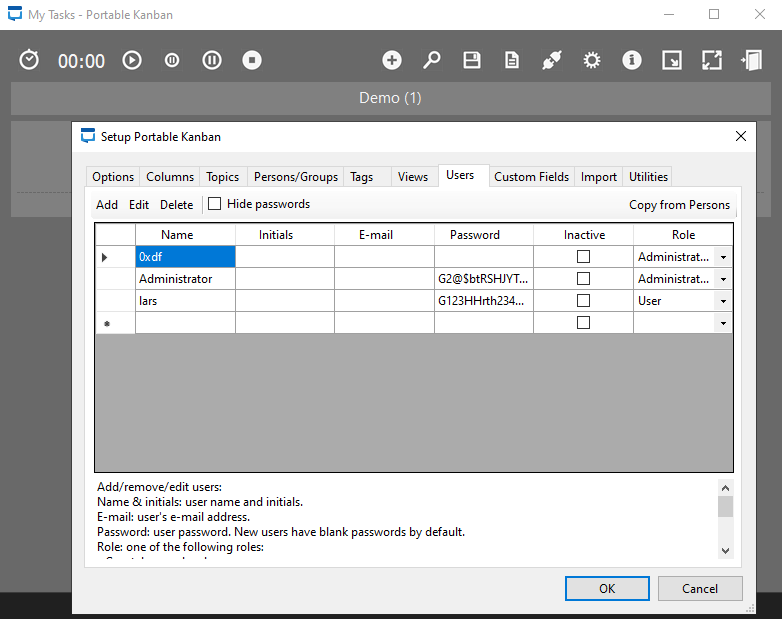 My Tasks - Portable Kanban
00:00
Demo (1)
Setup Portable Kanban
Options Columns Topics Persons/Groups Tags Views Users Custom Fields Import Utilities
Add Edit Delete Hide passwords Copy from Persons
Name Initials E-mail Password Inactive Role
0xdf Administrat...
Administrator G2@$btRSHJYT... Administrat...
lars G123HHrth234... User
Add/remove/edit users:
Name & initials: user name and initials.
E-mail: user's e-mail address.
Password: user password. New users have blank passwords by default.
Role: one of the following roles:
OK Cancel